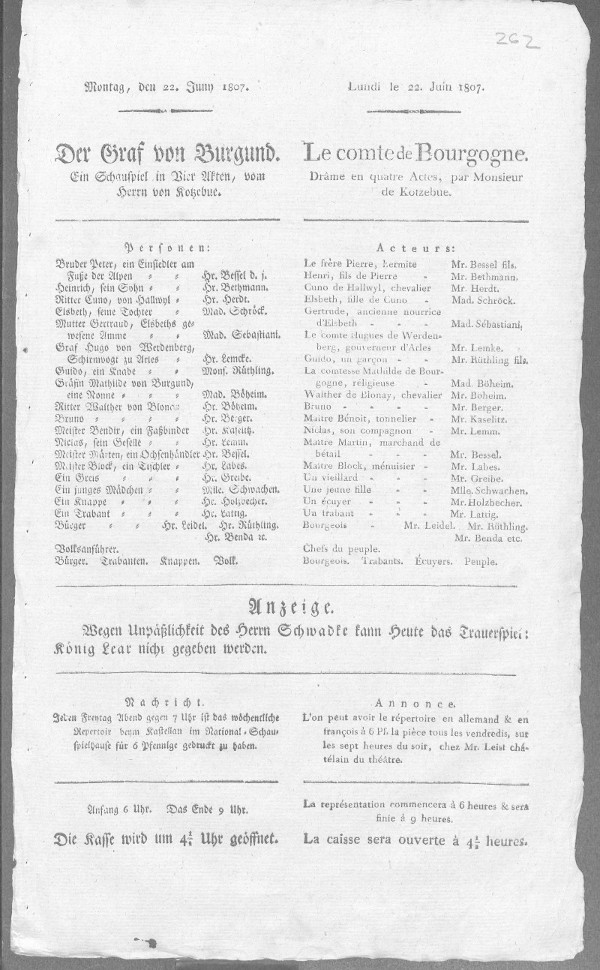 262
Montag, den 22. Juny 1807.
Der Graf von Burgund.
Ein Schauspiel in Vier Akten, vom
Herrn von Kotzebue.
Personen:
Bruder Peter, ein Einsiedler am
Fuße der Alpen - - Hr. Bessel d. j.
Heinrich, sein Sohn - - Hr. Bethmann.
Ritter Cuno, von Hallwyl - Hr. Herdt.
Elsbeth, seine Tochter - Mad. Schröck.
Mutter Gertraud, Elsbeths ge-
wesene Amme - - Mad. Sebastiani.
Graf Hugo von Werdenberg,
Schirmvogt zu Arles - Hr. Lemcke.
Guido, ein Knabe - - Mons. Rüthling.
Gräfin Mathilde von Burgund,
eine Nonne - - - Mad. Böheim.
Ritter Walther von Blonay Hr. Böheim.
Bruno - - - - Hr. Berger.
Meister Bendix, ein Faßbinder Hr. Kaselitz.
Niclas, sein Geselle - - Hr. Lemm.
Meister Märten, ein Ochsenhändler Hr. Bessel.
Meister Block, ein Tischler - Hr. Labes.
Ein Greis - - - Hr. Greibe.
Ein junges Mädchen - - Mlle. Schwachen.
Ein Knappe - - - Hr. Holzbecher.
Ein Trabant - - - Hr. Lattig.
Bürger - - Hr. Leidel. Hr. Rüthling.
Hr. Benda ec.
Volksanführer.
Bürger. Trabanten. Knappen. Volk.
Lundi le 22. Juin 1807.
Le comte de Bourgogne.
Drâme en quatre Actes, par Monsieur
de Kotzebue.
Acteurs:
Le frère Pierre, hermite Mr. Bessel fils.
Henri, fils de Pierre - Mr. Bethmann.
Cuno de Hallwyl, chevalier Mr. Herdt.
Elsbeth, fille de Cuno - Mad. Schröck.
Gertrude, ancienne nourrice
d'Elsbeth - - - Mad. Sébastiani,
Le comte Hugues de Werden-
berg, gouverneur d'Arles Mr. Lemke.
Guido, un garçon - - Mr. Rüthling fils.
La comtesse Mathilde de Bour-
gogne, réligieuse - Mad. Böheim.
Walther de Blonay, chevalier Mr. Böheim.
Bruno - - - - Mr. Berger.
Maitre Bénoit, tonnelier - Mr. Kaselitz.
Niclas, son compagnon - Mr. Lemm.
Maitre Martin, marchand de
bétail - - - Mr. Bessel.
Maitre Block, ménuisier - Mr. Labes.
Un vieillard - - - Mr. Greibe.
Une jeune fille - - Mlle. Schwachen.
Un écuyer - - - Mr. Holzbecher.
Un trabant - - - Mr. Lattig.
Bourgeois - Mr. Leidel. Mr. Rüthling.
Mr. Benda etc.
Chefs du peuple.
Bourgeois. Trabants. Écuyers. Peuple.
Anzeige.
Wegen Unpäßlichkeit des Herrn Schwadke kann Heute das Trauerspiel:
König Lear nicht gegeben werden.
Nachricht.
Jeden Freytag Abend gegen 7 Uhr ist das wöchentliche
Repertoir beym Kastellan im National-Schau-
spielhause für 6 Pfennige gedruckt zu haben.
Annonce.
L'on peut avoir le répertoire en allemand & en
françois à 6 Pf. la pièce tous les vendredis, sur
les sept heures du soir, chez Mr. Leist châ-
télain du théâtre.
Anfang 6 Uhr. Das Ende 9 Uhr.
Die Kasse wird um 4½ Uhr geöffnet.
La représentation commencera à 6 heures & sera
finie à 9 heures.
La caisse sera ouverte à 4½ heures.